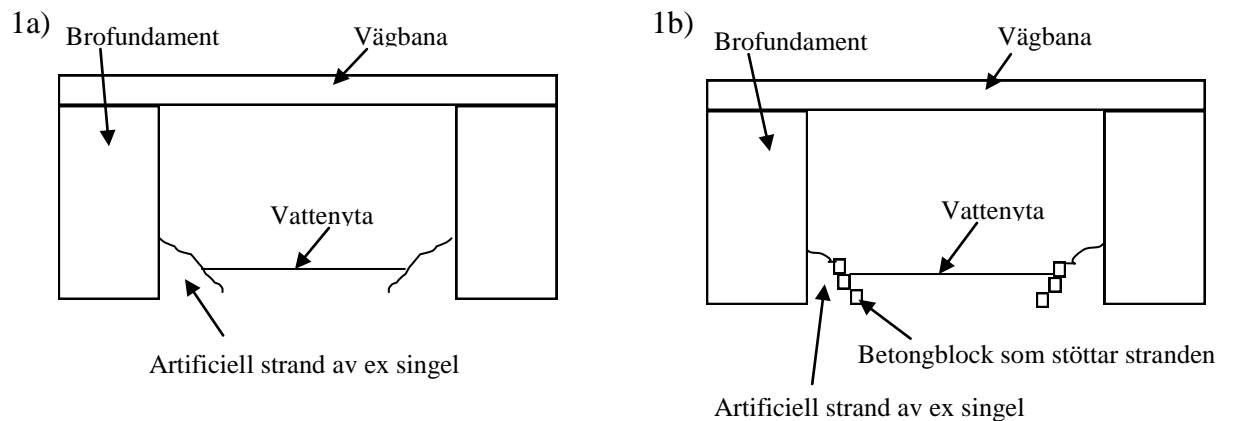 1a)
Brofundament
Vägbana
Vattenyta
Artificiell strand av ex singel
1b)
Brofundament
Vägbana
Vattenyta
Betongblock som stöttar stranden
Artificiell strand av ex singel